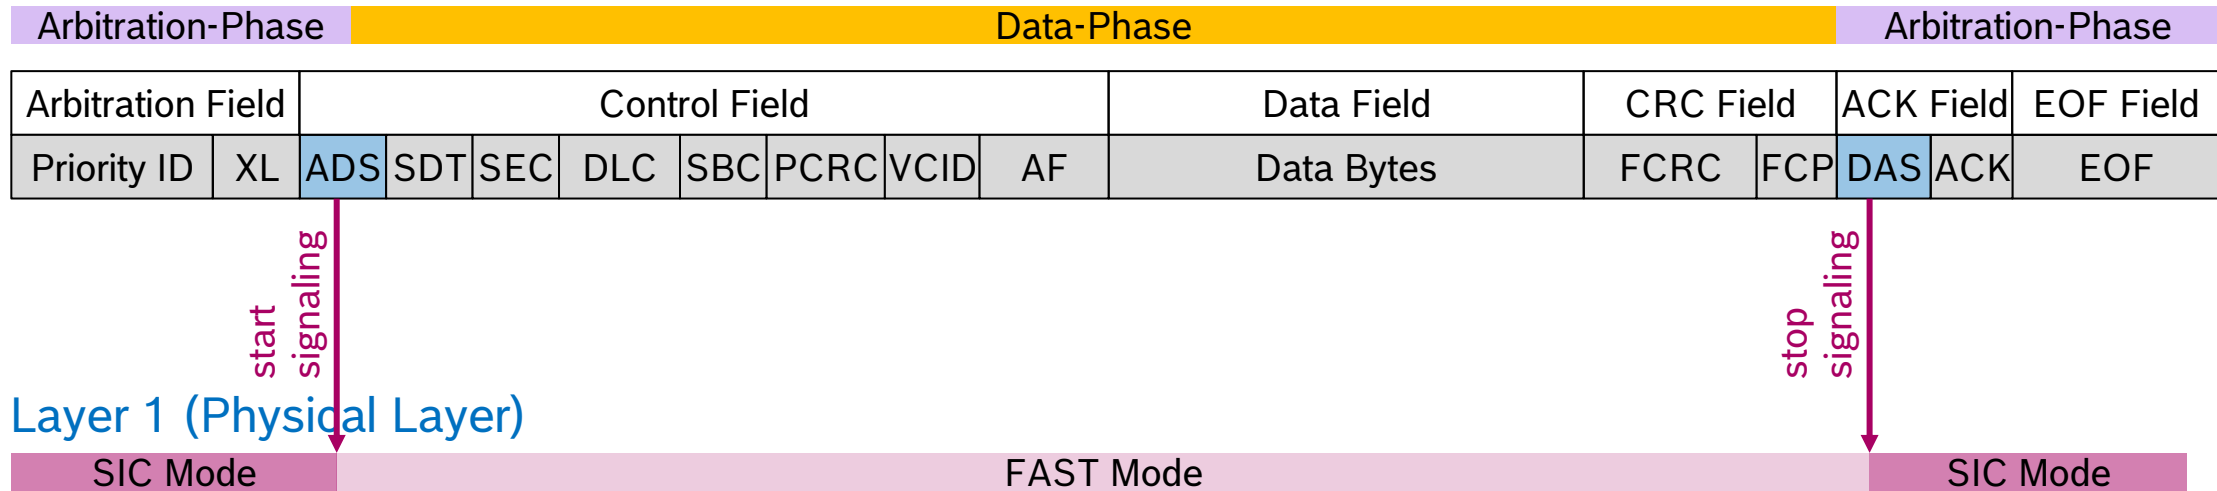 Arbitration-Phase Data-Phase Arbitration-Phase
Arbitration Field Control Field Data Field CRC Field ACK Field EOF Field
Priority ID XL ADS SDT SEC DLC SBC PCRC VCID AF Data Bytes FCRC FCP DAS ACK EOF
start
signaling
stop
signaling
Layer 1 (Physical Layer)
SIC Mode FAST Mode SIC Mode